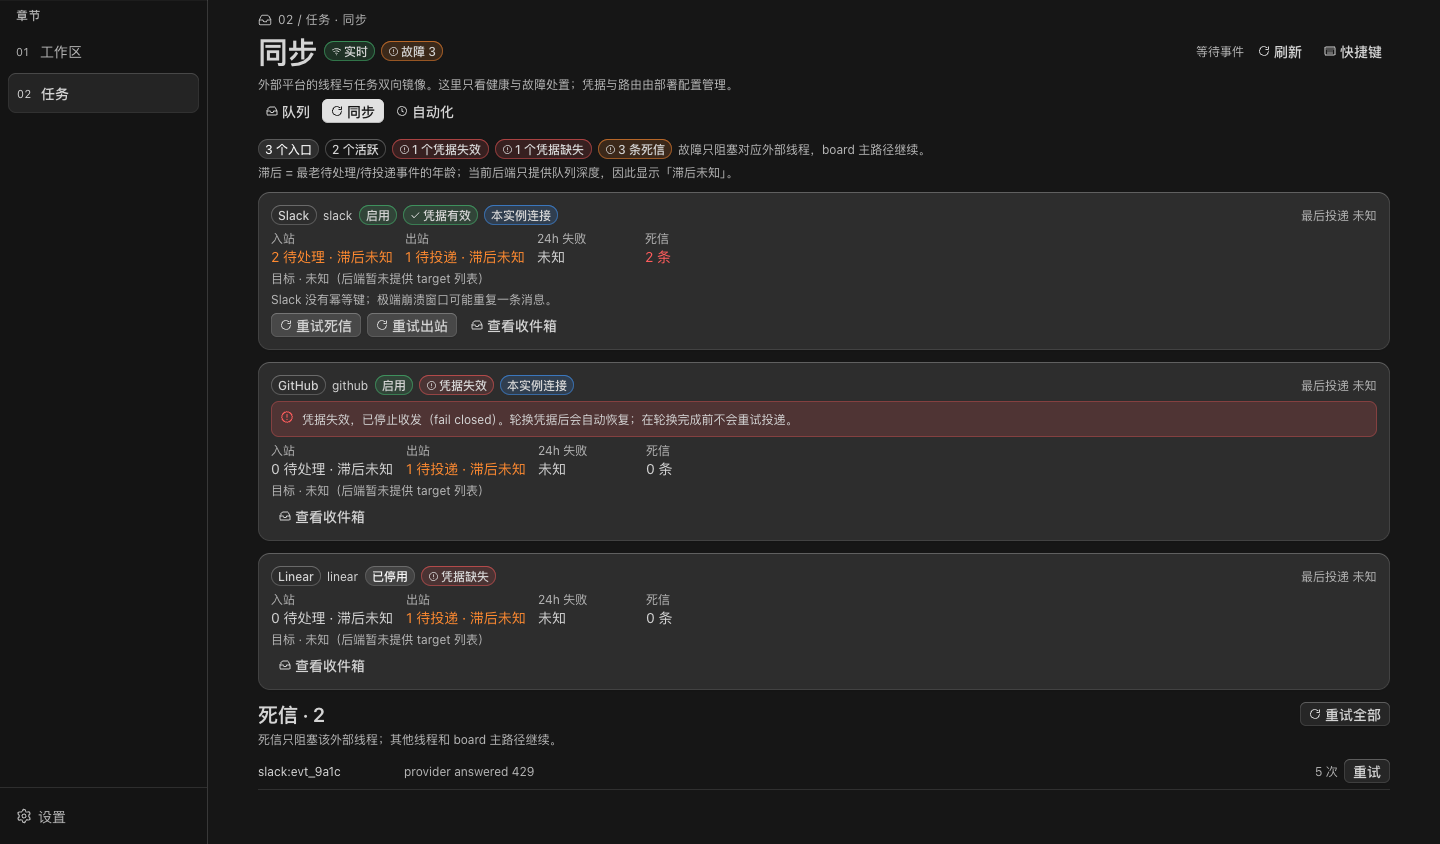 章节
01 工作区
02 任务
设置
02 / 任务 · 同步
同步 实时 故障 3
等待事件 刷新 快捷键
外部平台的线程与任务双向镜像。这里只看健康与故障处置；凭据与路由由部署配置管理。
队列 同步 自动化
3 个入口 2 个活跃 1 个凭据失效 1 个凭据缺失 3 条死信 故障只阻塞对应外部线程，board 主路径继续。
滞后 = 最老待处理/待投递事件的年龄；当前后端只提供队列深度，因此显示「滞后未知」。
Slack slack 启用 凭据有效 本实例连接 最后投递 未知
入站 出站 24h 失败 死信
2 待处理 · 滞后未知 1 待投递 · 滞后未知 未知 2 条
目标 · 未知（后端暂未提供 target 列表）
Slack 没有幂等键；极端崩溃窗口可能重复一条消息。
重试死信 重试出站 查看收件箱
GitHub github 启用 凭据失效 本实例连接 最后投递 未知
凭据失效，已停止收发（fail closed）。轮换凭据后会自动恢复；在轮换完成前不会重试投递。
入站 出站 24h 失败 死信
0 待处理 · 滞后未知 1 待投递 · 滞后未知 未知 0 条
目标 · 未知（后端暂未提供 target 列表）
查看收件箱
Linear linear 已停用 凭据缺失 最后投递 未知
入站 出站 24h 失败 死信
0 待处理 · 滞后未知 1 待投递 · 滞后未知 未知 0 条
目标 · 未知（后端暂未提供 target 列表）
查看收件箱
死信 · 2 重试全部
死信只阻塞该外部线程；其他线程和 board 主路径继续。
slack:evt_9a1c provider answered 429 5 次 重试